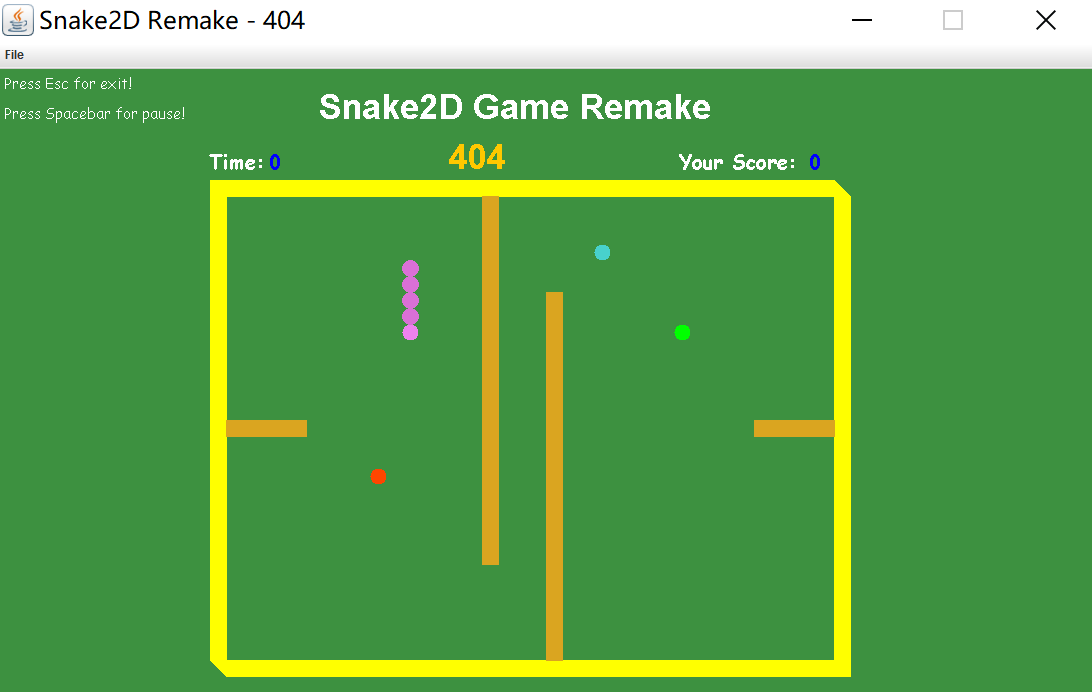 Snake2D Remake - 404
File
Press Esc for exit!
Press Spacebar for pause!
Snake2D Game Remake
Time: 0
404
Your Score: 0